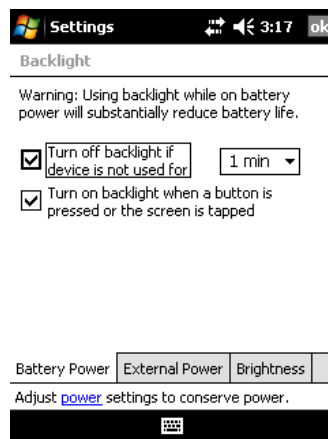 Settings 3:17 ok
Backlight
Warning: Using backlight while on battery
power will substantially reduce battery life.
Turn off backlight if
device is not used for 1 min
Turn on backlight when a button is
pressed or the screen is tapped
Battery Power External Power Brightness
Adjust power settings to conserve power.